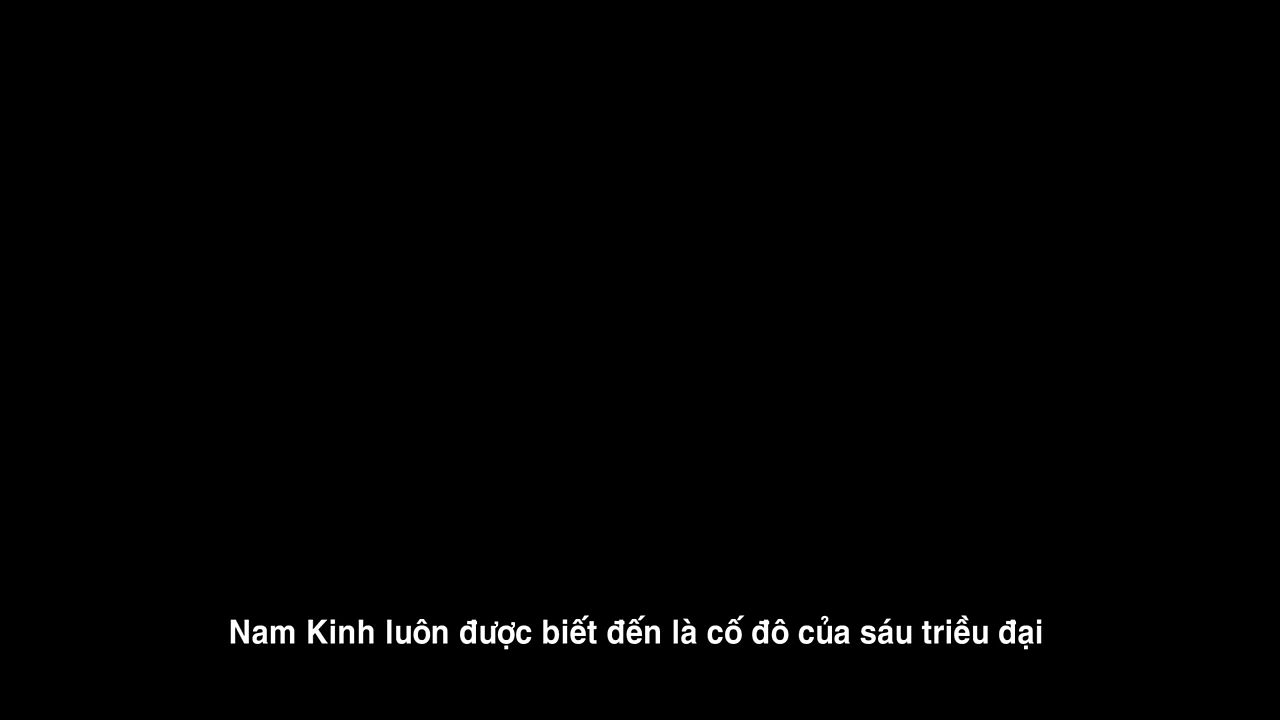 Nam Kinh luôn được biết đến là cố đô của sáu triều đại